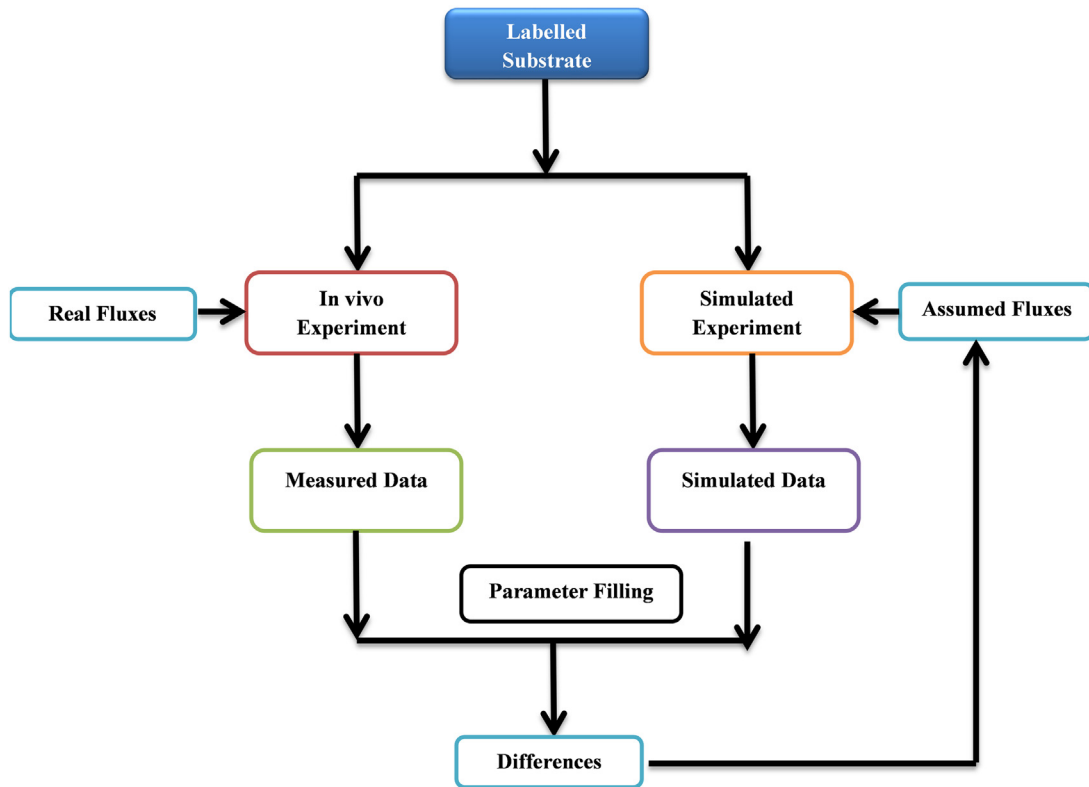 Labelled
Substrate
Real Fluxes
In vivo
Experiment
Simulated
Experiment
Assumed Fluxes
Measured Data
Simulated Data
Parameter Filling
Differences